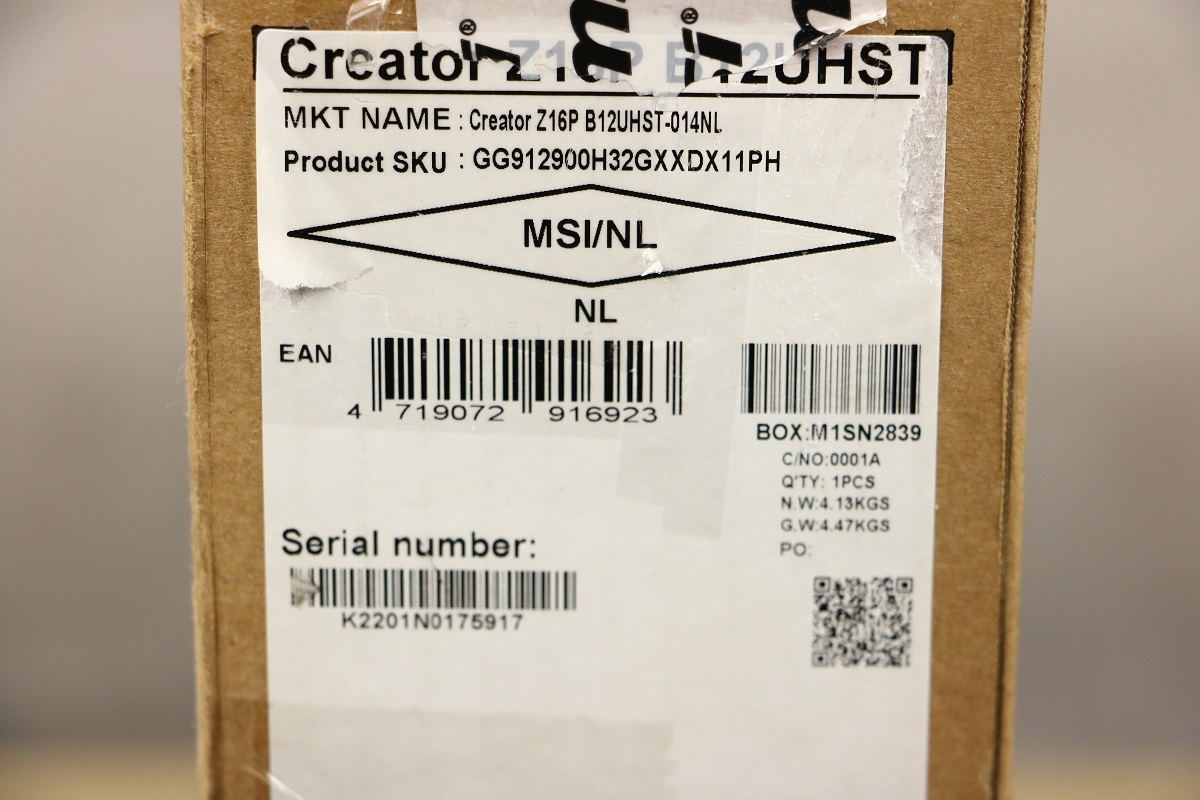 Creator Z16P B12UHST
MKT NAME : Creator Z16P B12UHST-014NL
Product SKU : GG912900H32GXXDX11PH
MSI/NL
NL
EAN
4 719072 916923
BOX:M1SN2839
C/NO:0001A
Q'TY: 1PCS
N.W:4.13KGS
G.W:4.47KGS
PO:
Serial number:
K2201N0175917